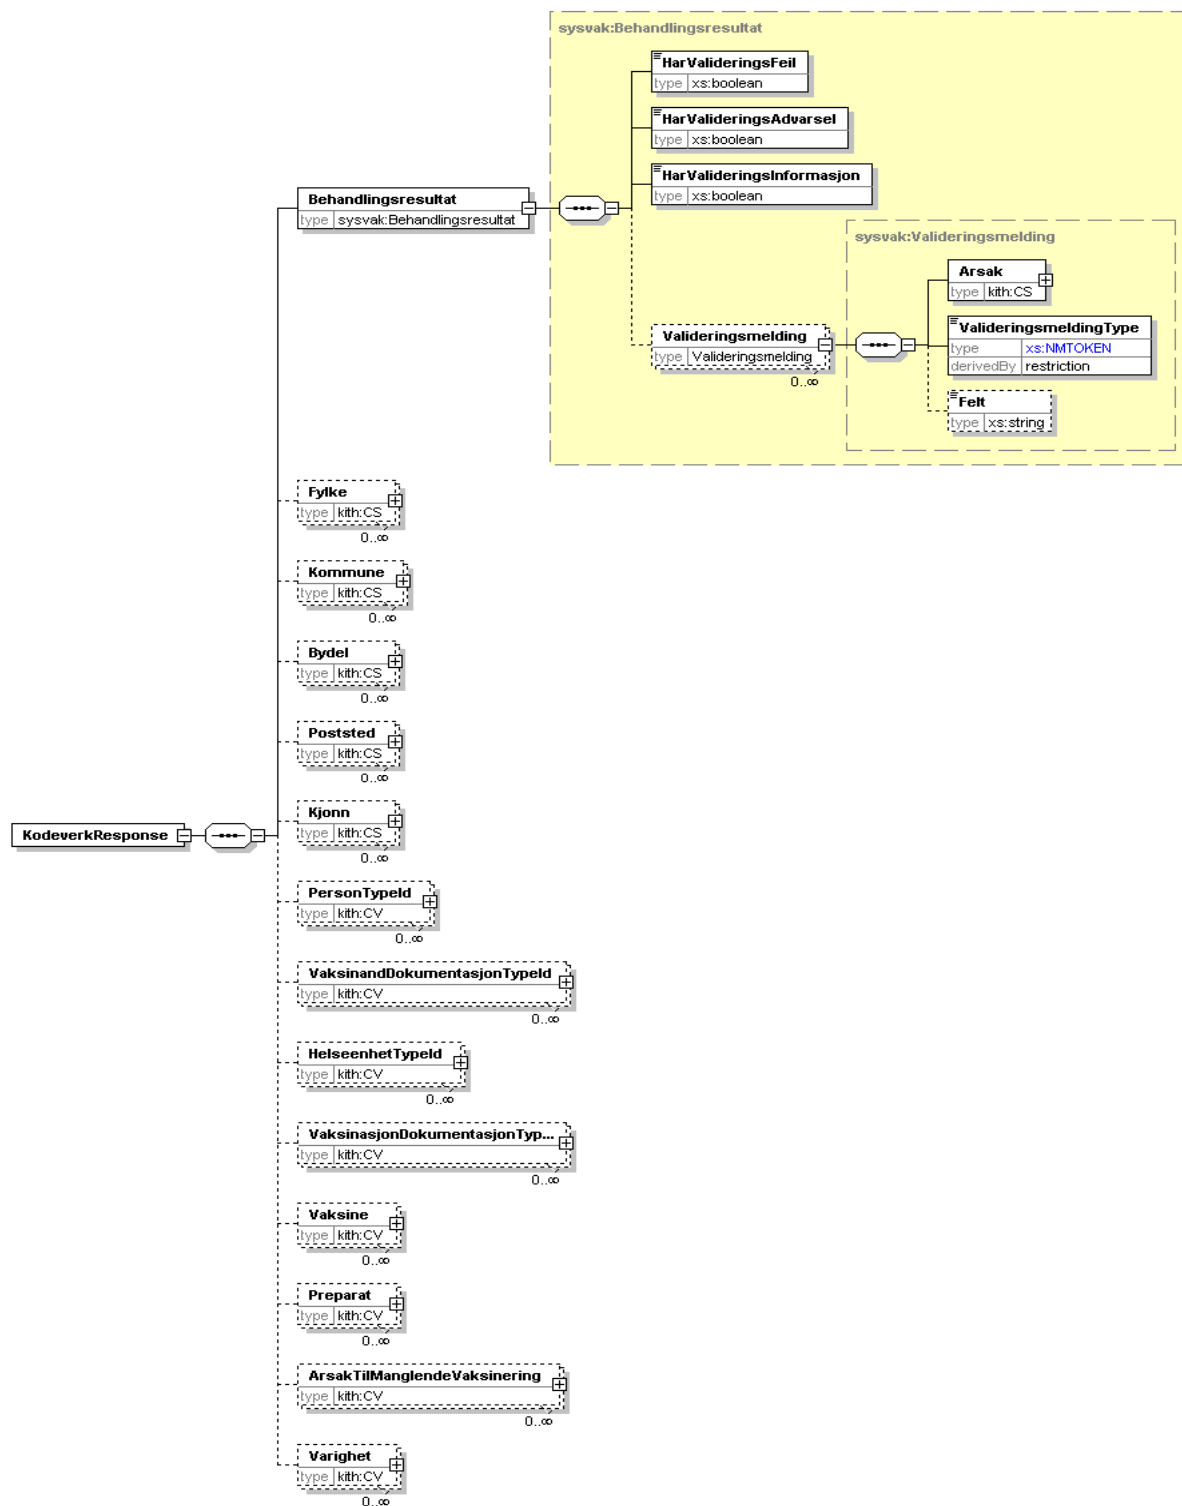 sysvak:Behandlingsresultat
HarValideringsFeil
type xs:boolean
HarValideringsAdvarsel
type xs:boolean
HarValideringsInformasjon
type xs:boolean
Behandlingsresultat
type sysvak:Behandlingsresultat
sysvak:Valideringsmelding
Arsak
type kith:CS
ValideringsmeldingType
type xs:NMTOKEN
derivedBy restriction
Valideringsmelding
type Valideringsmelding
0..∞
Felt
type xs:string
Fylke
type kith:CS
0..∞
Kommune
type kith:CS
0..∞
Bydel
type kith:CS
0..∞
Poststed
type kith:CS
0..∞
Kjonn
type kith:CS
0..∞
KodeverkResponse
PersonTypeId
type kith:CV
0..∞
VaksinandDokumentasjonTypeId
type kith:CV
0..∞
HelseenhetTypeId
type kith:CV
0..∞
VaksinasjonDokumentasjonTyp...
type kith:CV
0..∞
Vaksine
type kith:CV
0..∞
Preparat
type kith:CV
0..∞
ArsakTilManglendeVaksinering
type kith:CV
0..∞
Varighet
type kith:CV
0..∞